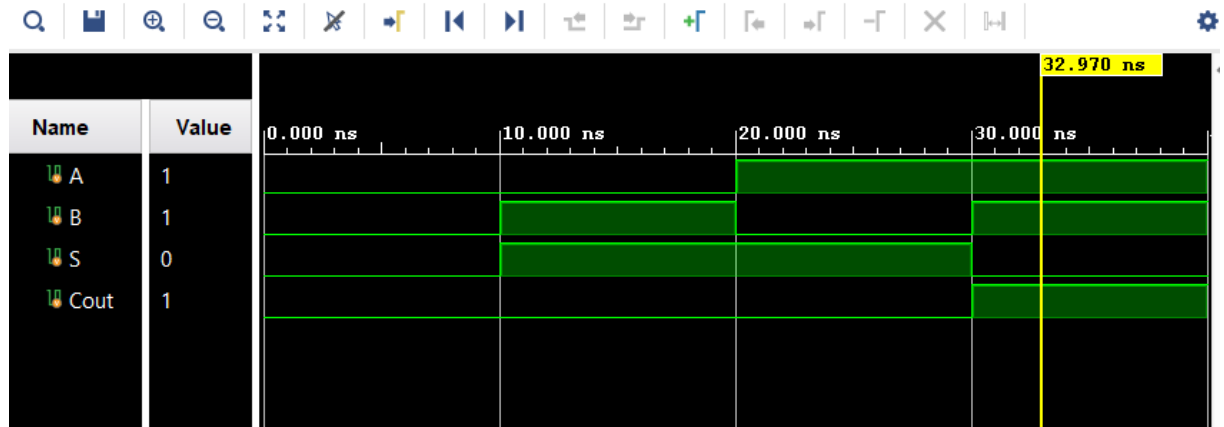 32.970 ns
Name Value 0.000 ns 10.000 ns 20.000 ns 30.000 ns
A 1
B 1
S 0
Cout 1